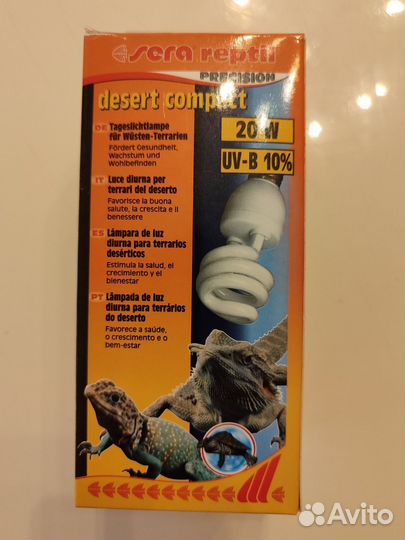 sera reptil
PRECISION
desert compact
20 W
UV-B 10%
DE Tageslichtlampe
für Wüsten-Terrarien
Fördert Gesundheit,
Wachstum und
Wohlbefinden
IT Luce diurna per
terrari del deserto
Favorisce la buona
salute, la crescita e il
benessere
ES Lámpara de luz
diurna para terrarios
desérticos
Estimula la salud, el
crecimiento y el
bienestar
PT Lâmpada de luz
diurna para terrários
do deserto
Favorece a saúde,
o crescimento e o
bem-estar
Avito